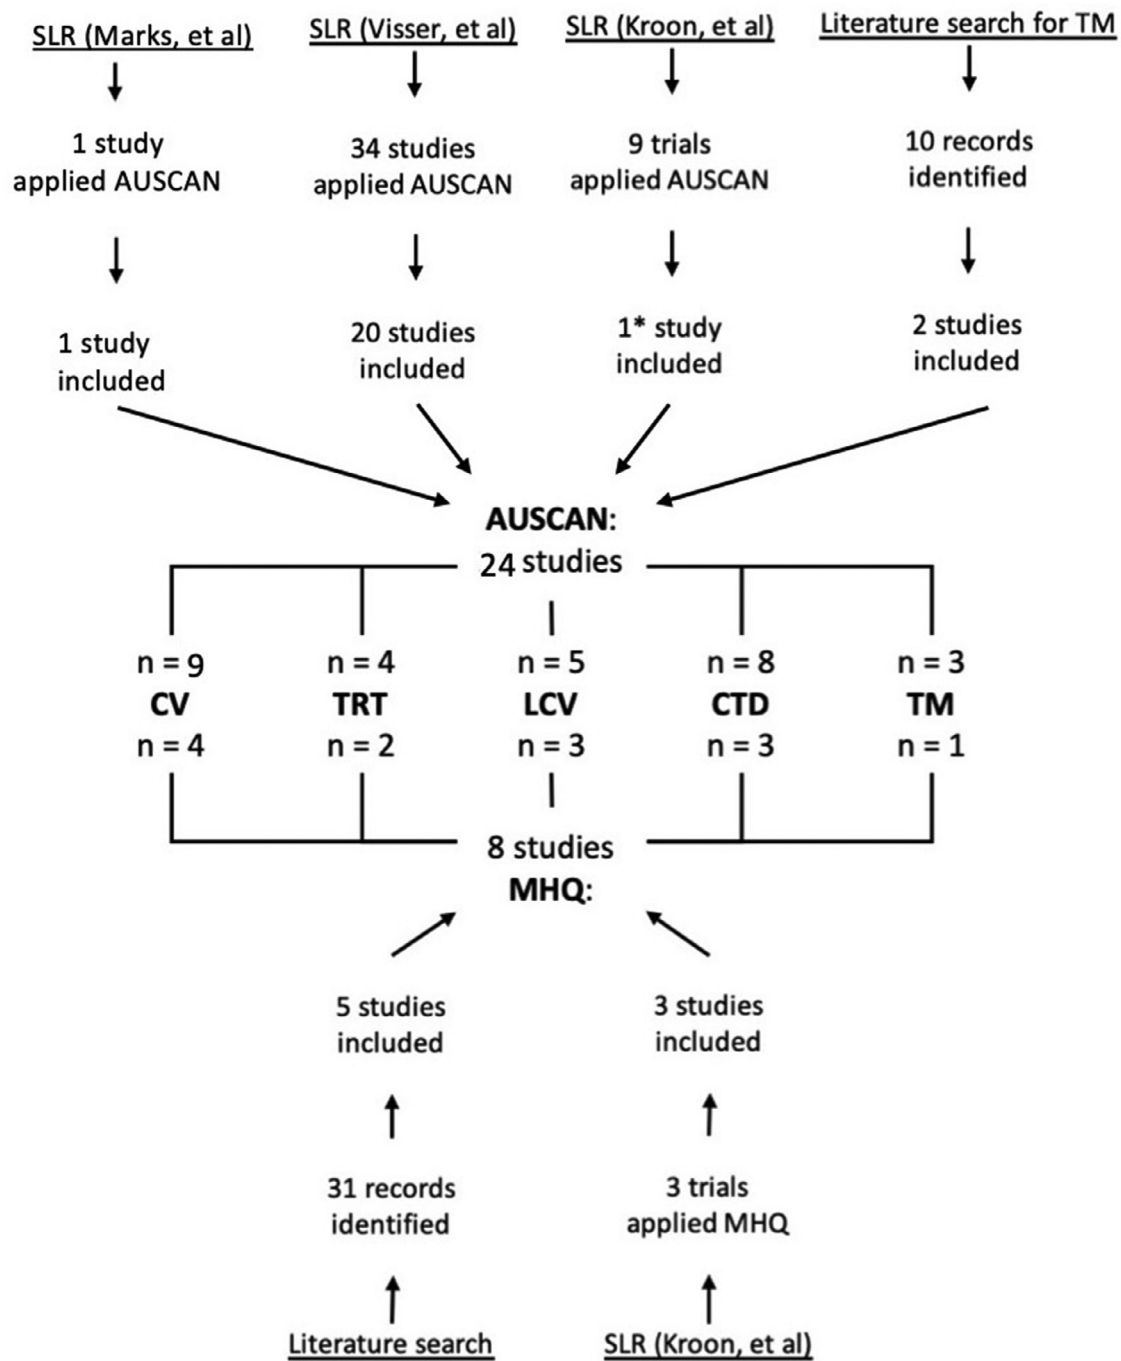 SLR (Marks, et al)
1 study
applied AUSCAN
1 study
included
SLR (Visser, et al)
34 studies
applied AUSCAN
20 studies
included
SLR (Kroon, et al)
9 trials
applied AUSCAN
1* study
included
Literature search for TM
10 records
identified
2 studies
included
AUSCAN:
24 studies
n = 9
CV
n = 4
n = 4
TRT
n = 2
n = 5
LCV
n = 3
n = 8
CTD
n = 3
n = 3
TM
n = 1
8 studies
MHQ:
5 studies
included
31 records
identified
Literature search
3 studies
included
3 trials
applied MHQ
SLR (Kroon, et al)